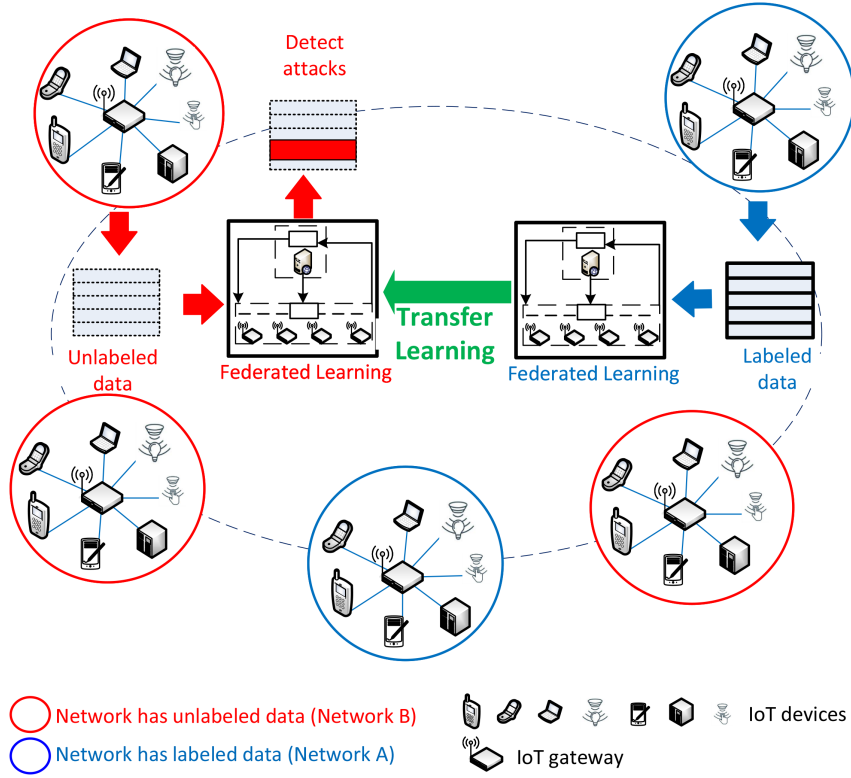 Detect
attacks
Transfer
Learning
Unlabeled
data
Federated Learning
Federated Learning
Labeled
data
Network has unlabeled data (Network B)
Network has labeled data (Network A)
IoT devices
IoT gateway